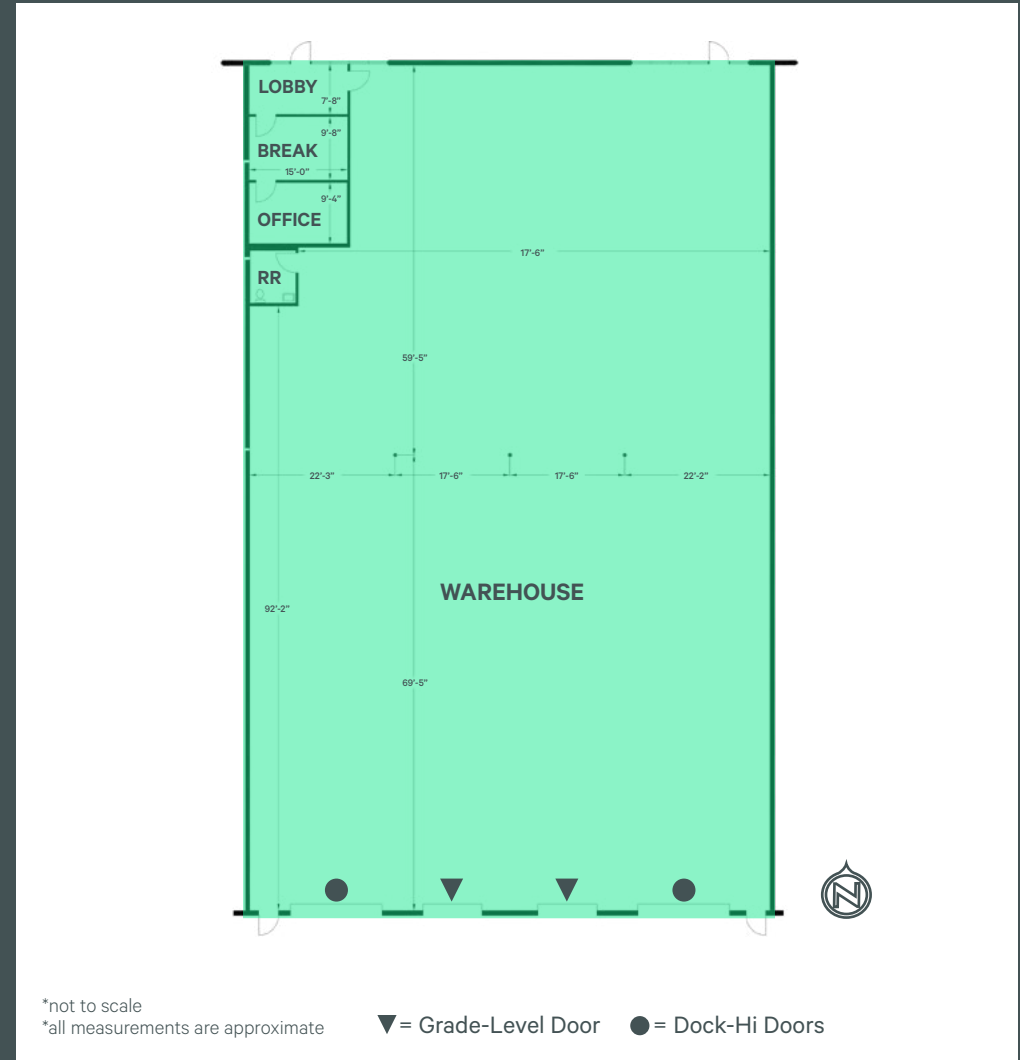 LOBBY
7'-8"
9'-8"
BREAK
15'-0"
9'-4"
OFFICE
17'-6"
RR
59'-5"
22'-3"
17'-6"
17'-6"
22'-2"
WAREHOUSE
92'-2"
69'-5"
N
*not to scale
*all measurements are approximate
= Grade-Level Door
= Dock-Hi Doors